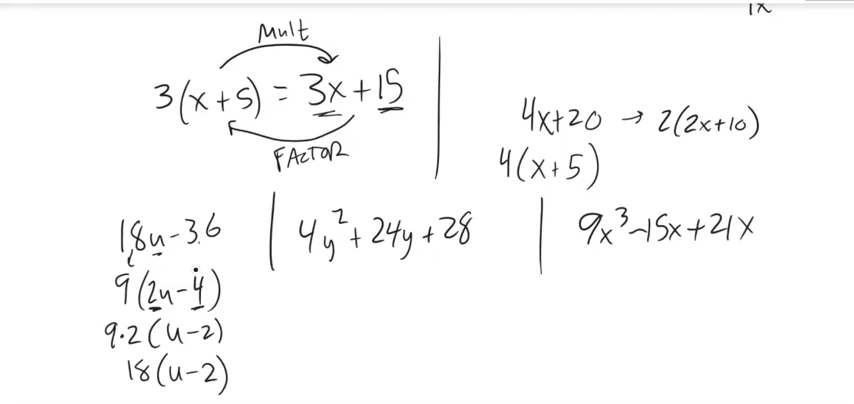 1x
Mult
3(x+5) = 3x+15
FACTOR
4x+20 → 2(2x+10)
4(x+5)
18u-36
9(2u-4)
9·2(u-2)
18(u-2)
4y²+24y+28
9x³-15x+21x